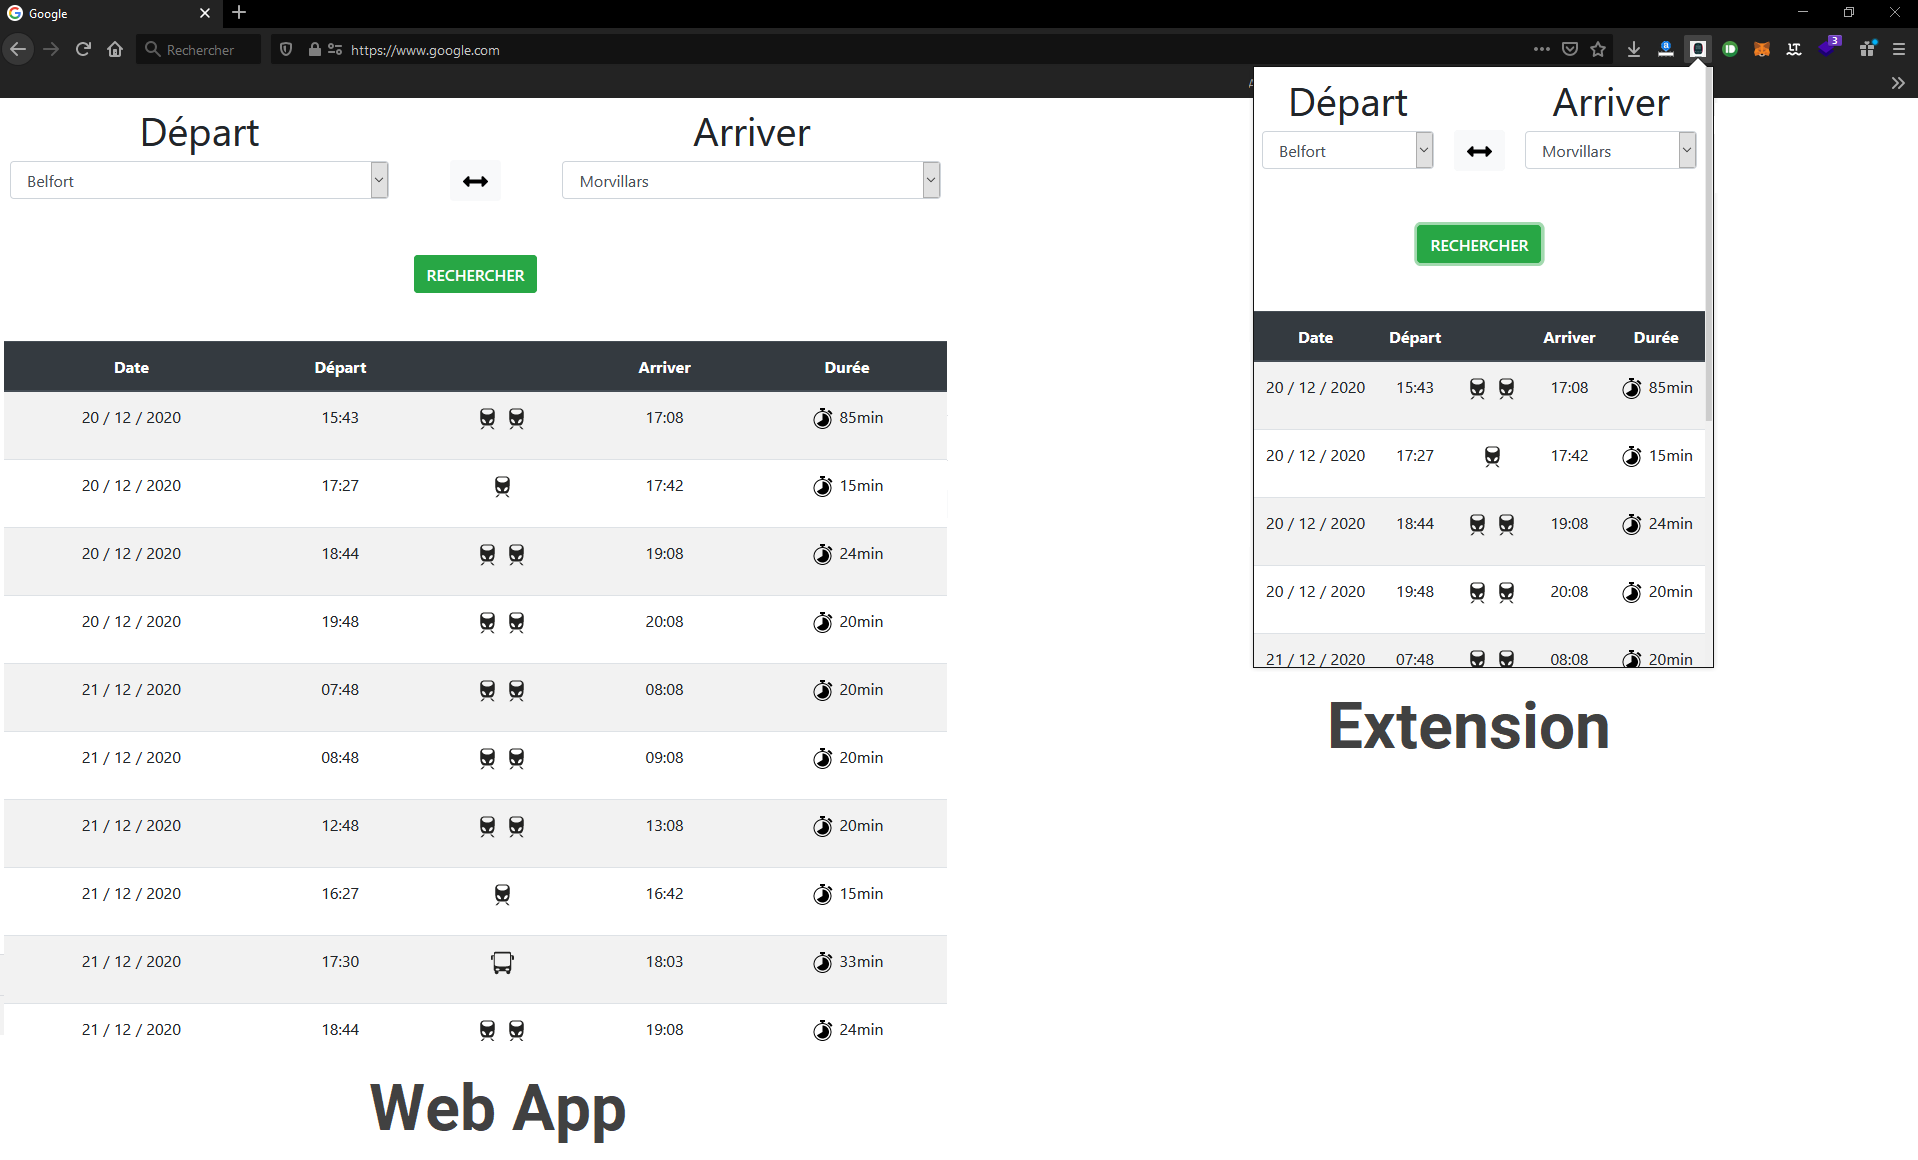 Google
Rechercher
https://www.google.com
3
Départ
Arriver
Belfort
Morvillars
RECHERCHER
Date Départ Arriver Durée
20 / 12 / 2020 15:43 17:08 85min
20 / 12 / 2020 17:27 17:42 15min
20 / 12 / 2020 18:44 19:08 24min
20 / 12 / 2020 19:48 20:08 20min
21 / 12 / 2020 07:48 08:08 20min
21 / 12 / 2020 08:48 09:08 20min
21 / 12 / 2020 12:48 13:08 20min
21 / 12 / 2020 16:27 16:42 15min
21 / 12 / 2020 17:30 18:03 33min
21 / 12 / 2020 18:44 19:08 24min
Web App
Départ
Arriver
Belfort
Morvillars
RECHERCHER
Date Départ Arriver Durée
20 / 12 / 2020 15:43 17:08 85min
20 / 12 / 2020 17:27 17:42 15min
20 / 12 / 2020 18:44 19:08 24min
20 / 12 / 2020 19:48 20:08 20min
21 / 12 / 2020 07:48 08:08 20min
Extension